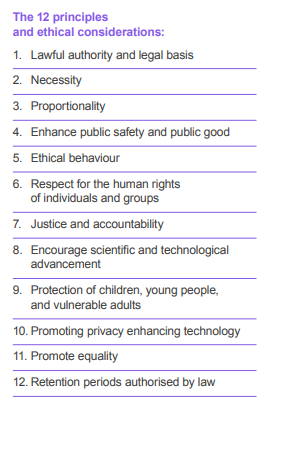 The 12 principles
and ethical considerations:
1. Lawful authority and legal basis
2. Necessity
3. Proportionality
4. Enhance public safety and public good
5. Ethical behaviour
6. Respect for the human rights
of individuals and groups
7. Justice and accountability
8. Encourage scientific and technological
advancement
9. Protection of children, young people,
and vulnerable adults
10. Promoting privacy enhancing technology
11. Promote equality
12. Retention periods authorised by law